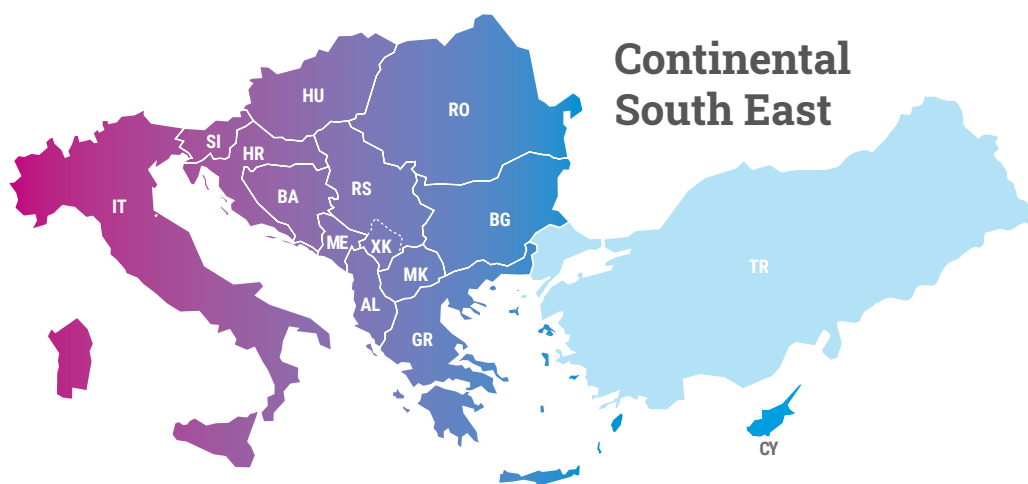 Continental
South East
HU
RO
SI
HR
RS
BA
IT
BG
ME
XK
TR
MK
AL
GR
CY